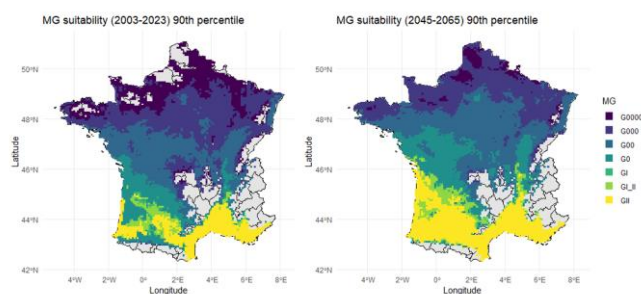 MG suitability (2003-2023) 90th percentile
50°N
48°N
46°N
44°N
42°N
Latitude
4°W 2°W 0° 2°E 4°E 6°E 8°E
Longitude
MG suitability (2045-2065) 90th percentile
50°N
48°N
46°N
44°N
42°N
Latitude
4°W 2°W 0° 2°E 4°E 6°E 8°E
Longitude
MG
G0000
G000
G00
G0
GI
GI_II
GII